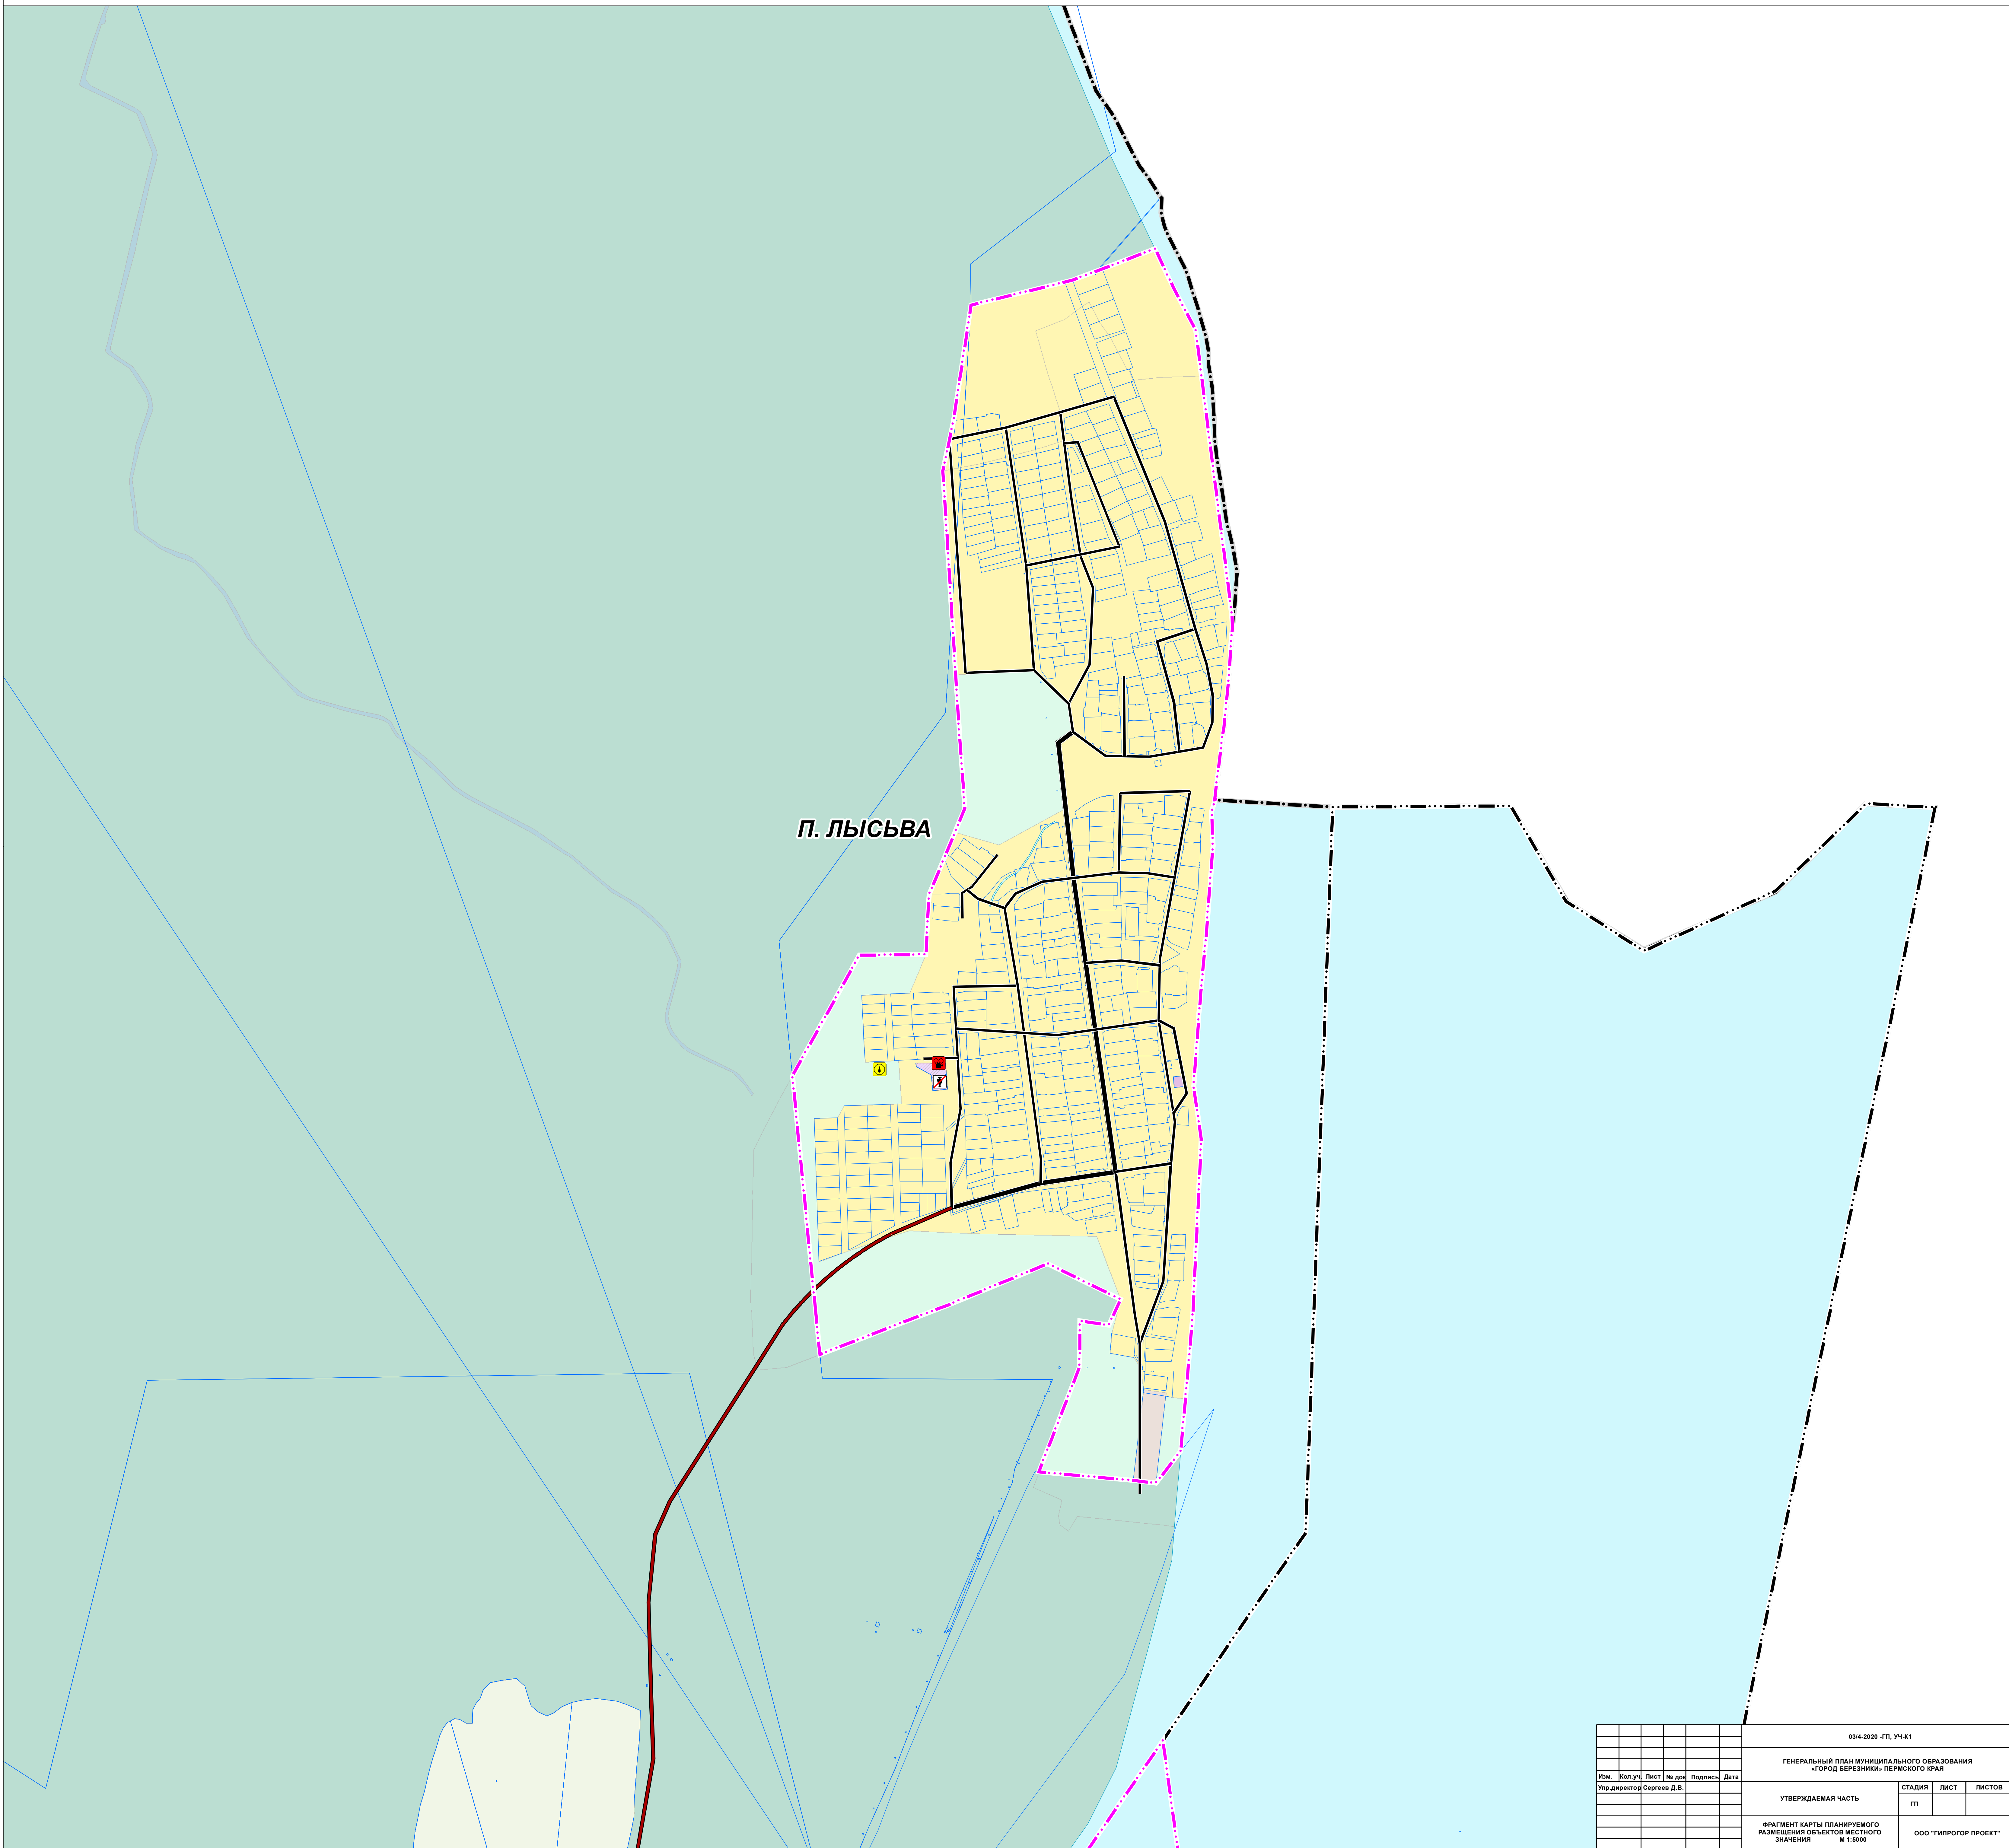 П. ЛЫСЬВА
03/4-2020 -ГП, УЧ-К1
ГЕНЕРАЛЬНЫЙ ПЛАН МУНИЦИПАЛЬНОГО ОБРАЗОВАНИЯ
«ГОРОД БЕРЕЗНИКИ» ПЕРМСКОГО КРАЯ
Изм. Кол.уч Лист № док Подпись Дата
Упр.директор Сергеев Д.В.
УТВЕРЖДАЕМАЯ ЧАСТЬ
СТАДИЯ ЛИСТ ЛИСТОВ
ГП
ФРАГМЕНТ КАРТЫ ПЛАНИРУЕМОГО
РАЗМЕЩЕНИЯ ОБЪЕКТОВ МЕСТНОГО
ЗНАЧЕНИЯ М 1:5000
ООО "ГИПРОГОР ПРОЕКТ"